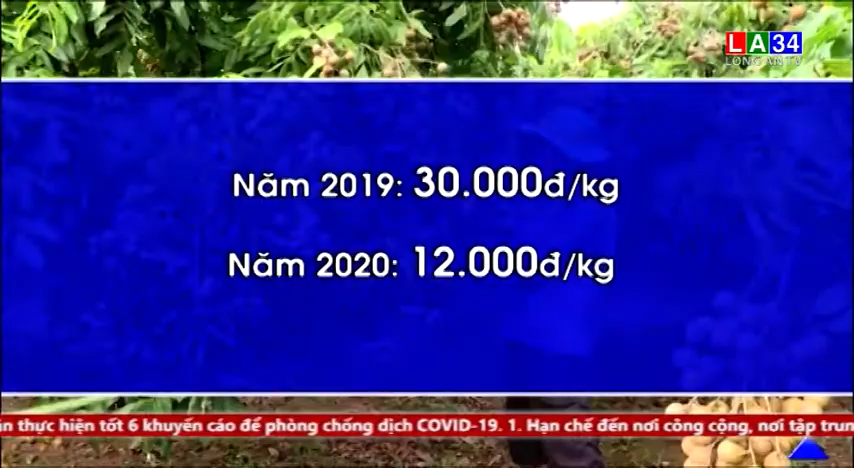 LA34
LONG AN TV
Năm 2019: 30.000đ/kg
Năm 2020: 12.000đ/kg
thực hiện tốt 6 khuyến cáo để phòng chống dịch COVID-19. 1. Hạn chế đến nơi công cộng, nơi tập trun